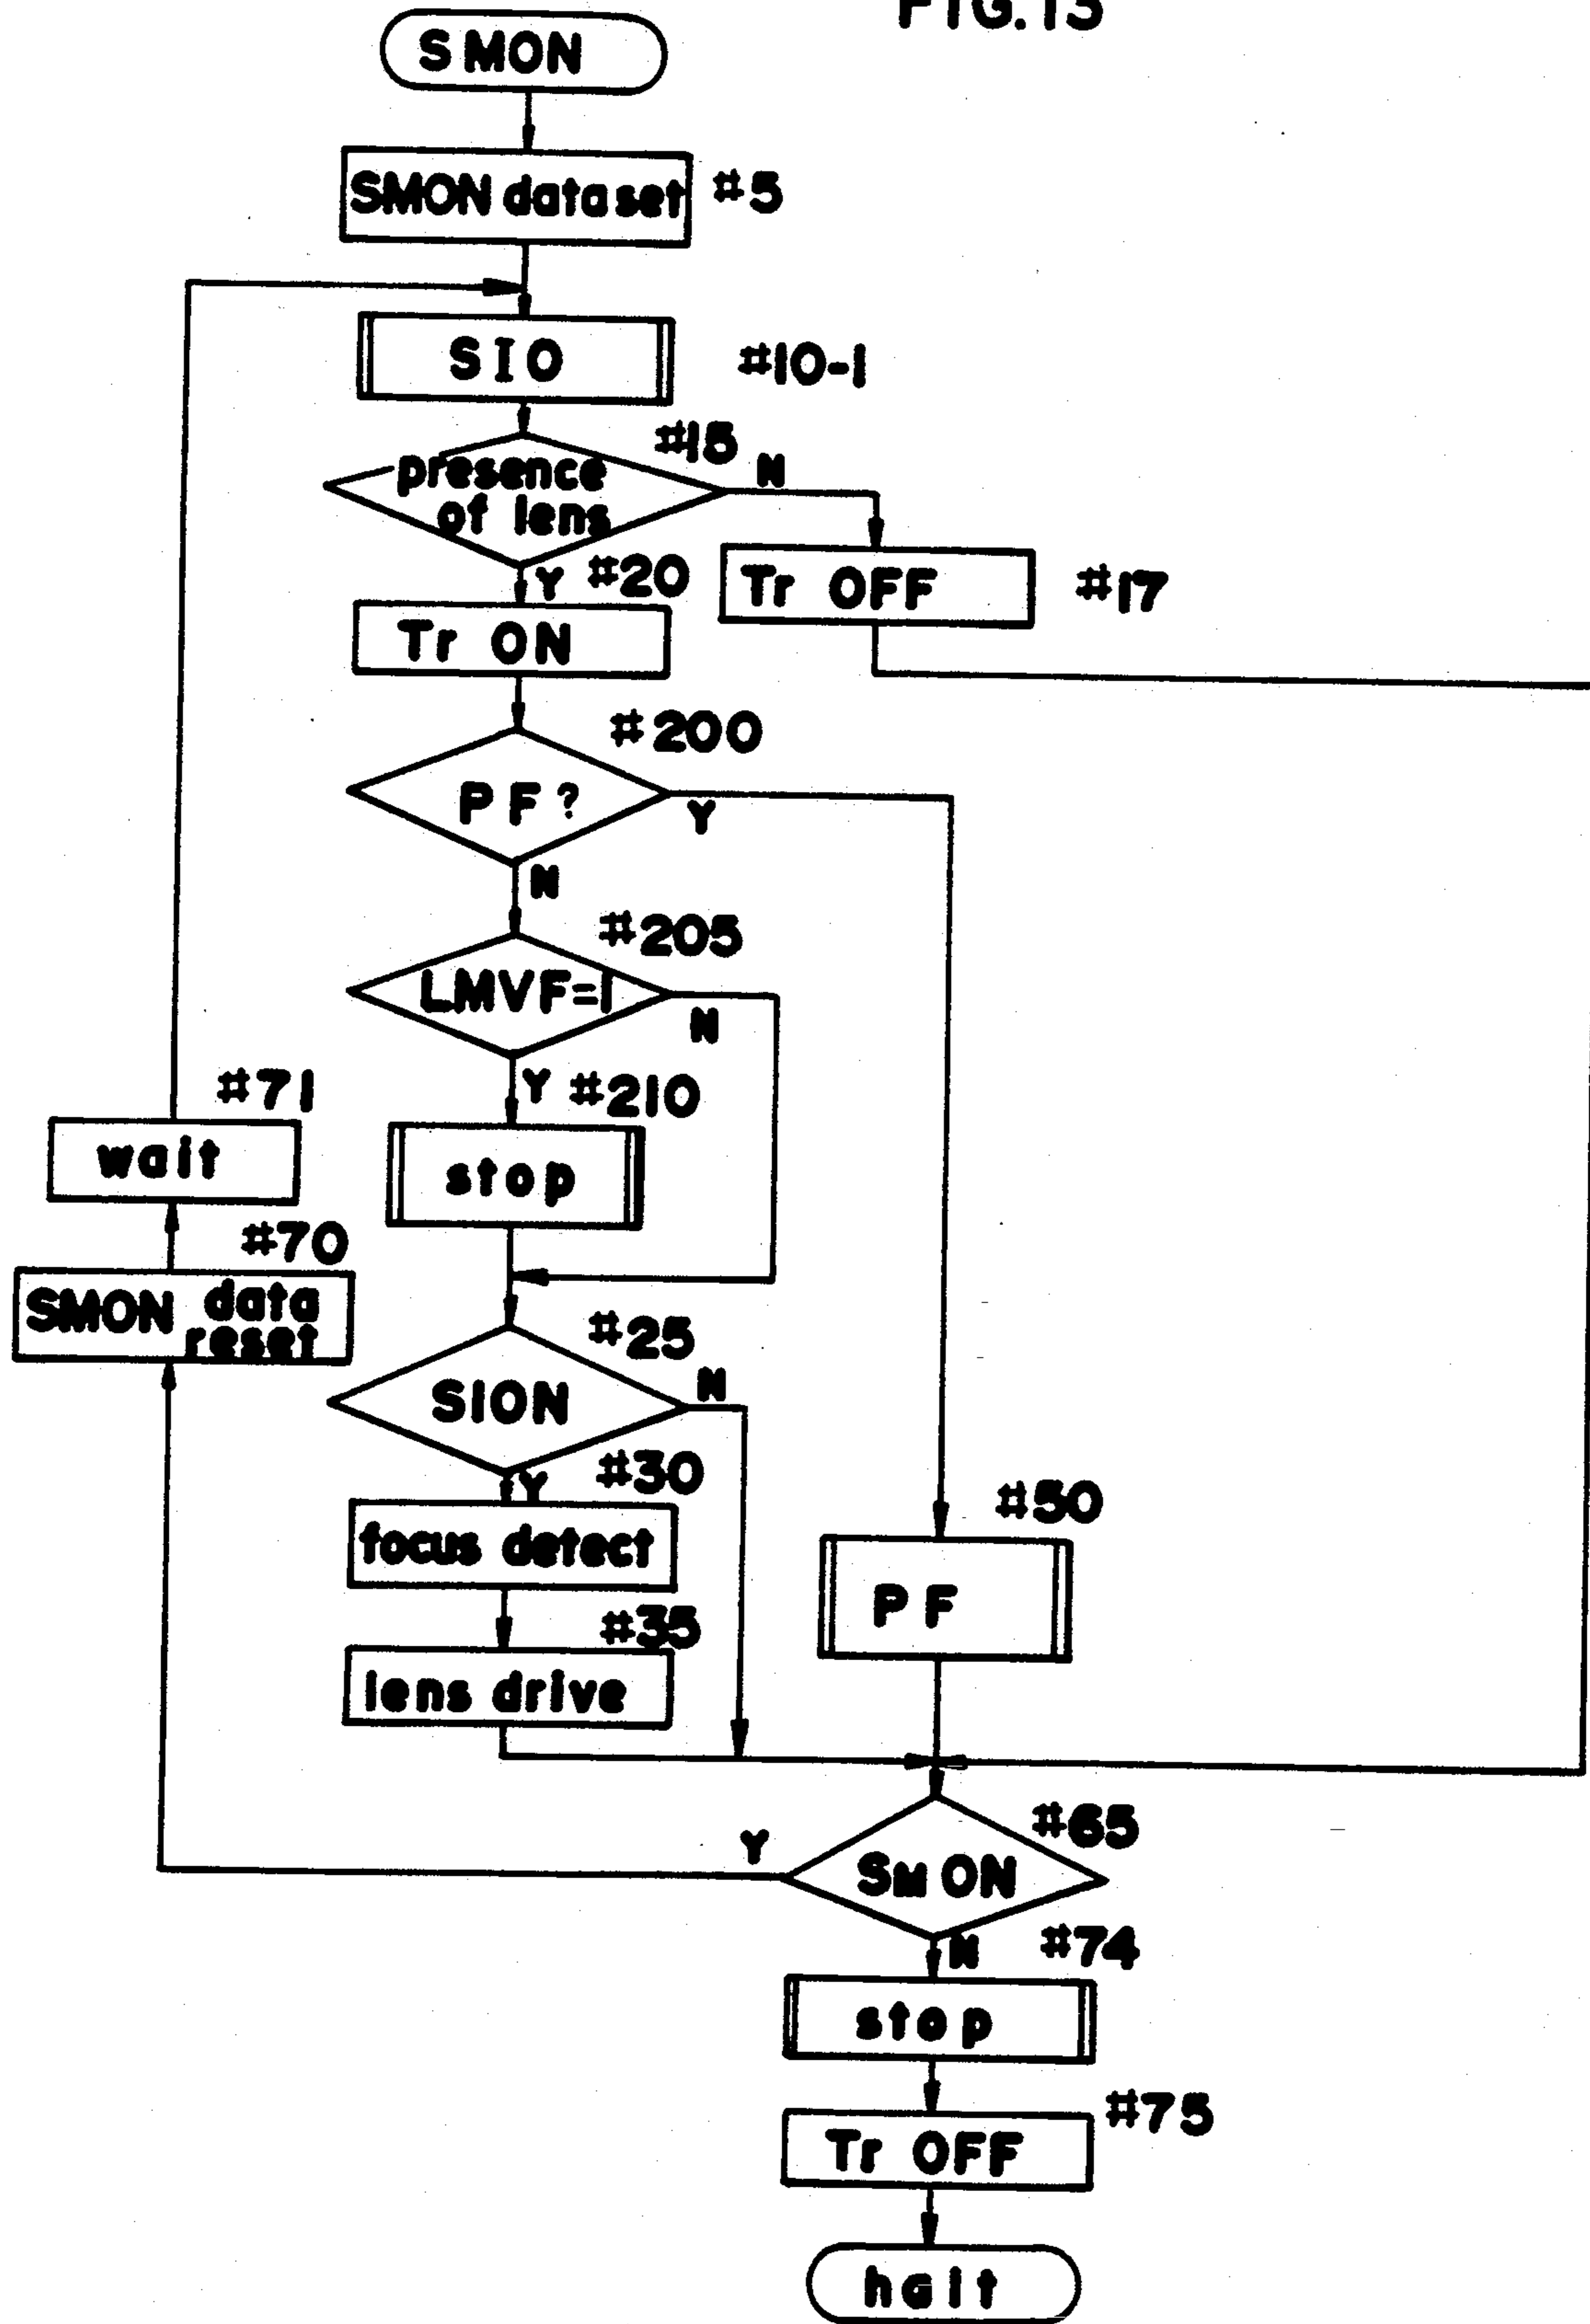 FIG. 13
SMON
SMON data set #5
SIO #10-1
#15
presence
of lens
N
Y #20
Tr OFF #17
Tr ON
#200
PF?
Y
N
#205
LMVF=1
N
Y #210
#71
wait
stop
#70
SMON data
reset
#25
SION
N
#30
Y
focus detect
#50
PF
#35
lens drive
#65
Y
SM ON
N #74
stop
#75
Tr OFF
halt